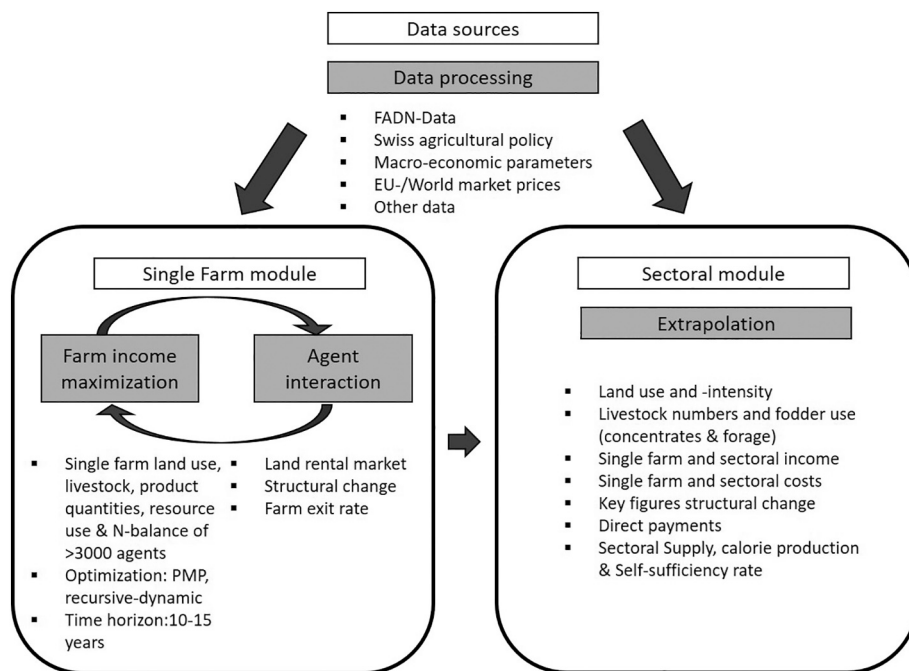 Data sources
Data processing
▪ FADN-Data
▪ Swiss agricultural policy
▪ Macro-economic parameters
▪ EU-/World market prices
▪ Other data
Single Farm module
Farm income
maximization
Agent
interaction
▪ Single farm land use,
livestock, product
quantities, resource
use & N-balance of
>3000 agents
▪ Optimization: PMP,
recursive-dynamic
▪ Time horizon:10-15
years
▪ Land rental market
▪ Structural change
▪ Farm exit rate
Sectoral module
Extrapolation
▪ Land use and -intensity
▪ Livestock numbers and fodder use
(concentrates & forage)
▪ Single farm and sectoral income
▪ Single farm and sectoral costs
▪ Key figures structural change
▪ Direct payments
▪ Sectoral Supply, calorie production
& Self-sufficiency rate